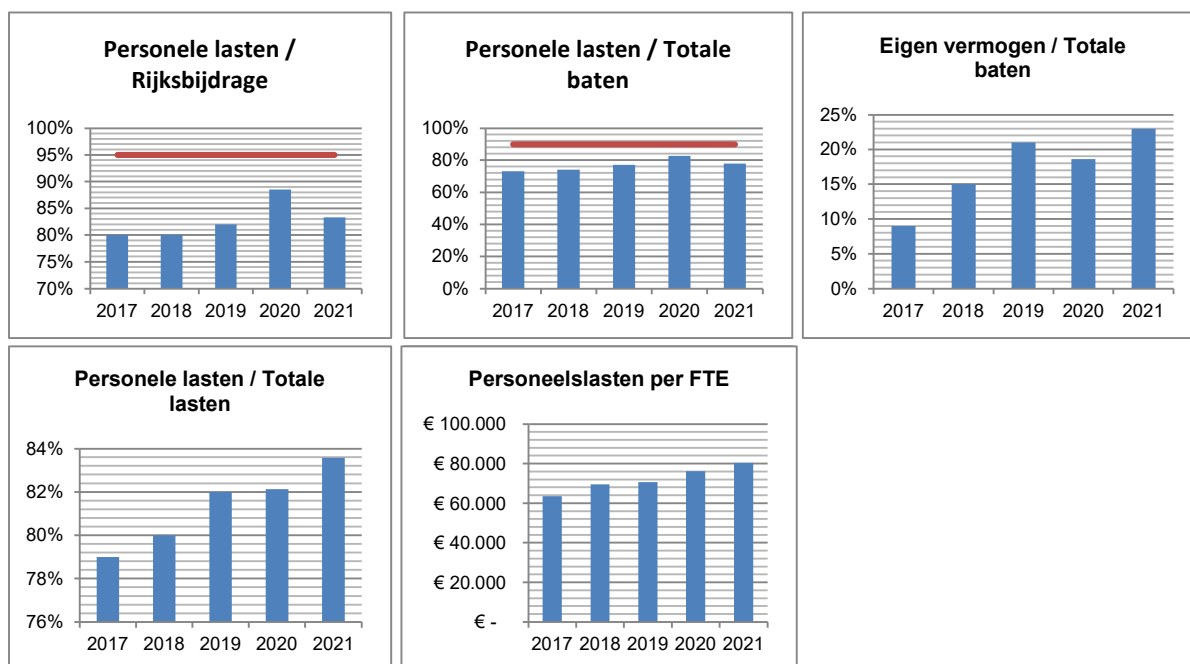 Personele lasten /
Rijksbijdrage
100%
95%
90%
85%
80%
75%
70%
2017 2018 2019 2020 2021
Personele lasten / Totale
baten
100%
80%
60%
40%
20%
0%
2017 2018 2019 2020 2021
Eigen vermogen / Totale
baten
25%
20%
15%
10%
5%
0%
2017 2018 2019 2020 2021
Personele lasten / Totale
lasten
84%
82%
80%
78%
76%
2017 2018 2019 2020 2021
Personeelslasten per FTE
€ 100.000
€ 80.000
€ 60.000
€ 40.000
€ 20.000
€ -
2017 2018 2019 2020 2021